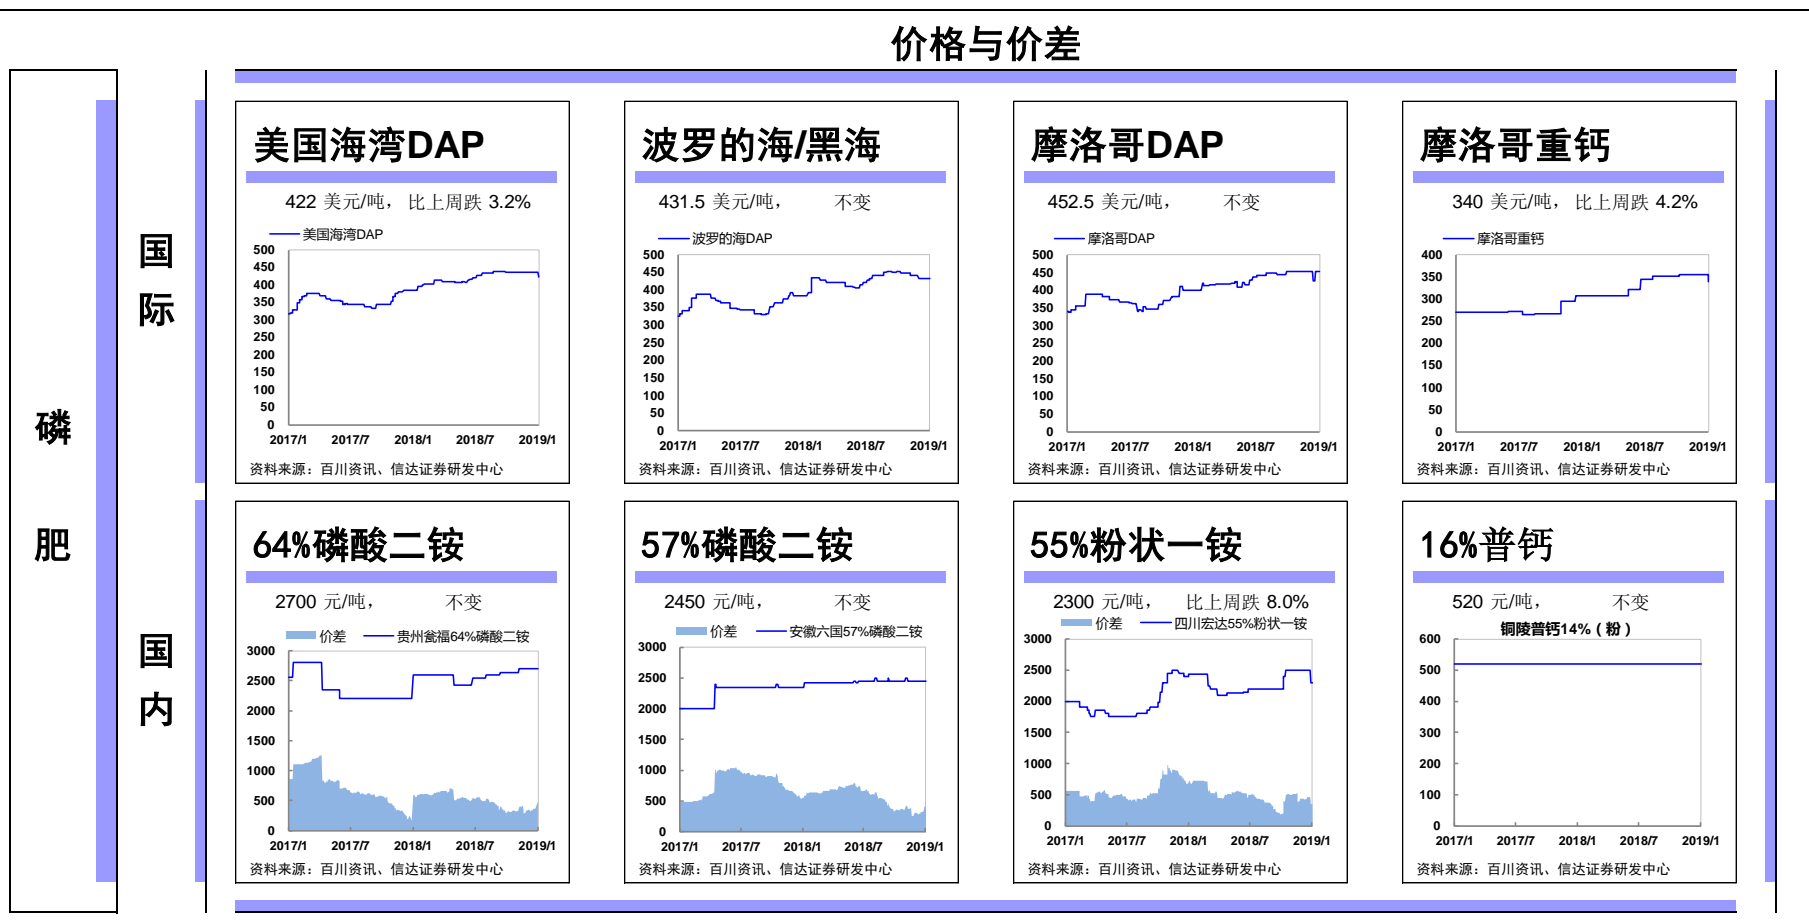 价格与价差
磷
肥
国
际
美国海湾DAP
422 美元/吨， 比上周跌 3.2%
美国海湾DAP
500
450
400
350
300
250
200
150
100
50
0
2017/1 2017/7 2018/1 2018/7 2019/1
资料来源：百川资讯、信达证券研发中心
波罗的海/黑海
431.5 美元/吨， 不变
波罗的海DAP
500
450
400
350
300
250
200
150
100
50
0
2017/1 2017/7 2018/1 2018/7 2019/1
资料来源：百川资讯、信达证券研发中心
摩洛哥DAP
452.5 美元/吨， 不变
摩洛哥DAP
500
450
400
350
300
250
200
150
100
50
0
2017/1 2017/7 2018/1 2018/7 2019/1
资料来源：百川资讯、信达证券研发中心
摩洛哥重钙
340 美元/吨， 比上周跌 4.2%
摩洛哥重钙
400
350
300
250
200
150
100
50
0
2017/1 2017/7 2018/1 2018/7 2019/1
资料来源：百川资讯、信达证券研发中心
国
内
64%磷酸二铵
2700 元/吨， 不变
价差 贵州瓮福64%磷酸二铵
3000
2500
2000
1500
1000
500
0
2017/1 2017/7 2018/1 2018/7 2019/1
资料来源：百川资讯、信达证券研发中心
57%磷酸二铵
2450 元/吨， 不变
价差 安徽六国57%磷酸二铵
3000
2500
2000
1500
1000
500
0
2017/1 2017/7 2018/1 2018/7 2019/1
资料来源：百川资讯、信达证券研发中心
55%粉状一铵
2300 元/吨， 比上周跌 8.0%
价差 四川宏达55%粉状一铵
3000
2500
2000
1500
1000
500
0
2017/1 2017/7 2018/1 2018/7 2019/1
资料来源：百川资讯、信达证券研发中心
16%普钙
520 元/吨， 不变
铜陵普钙14%（粉）
600
500
400
300
200
100
0
2017/1 2017/7 2018/1 2018/7 2019/1
资料来源：百川资讯、信达证券研发中心